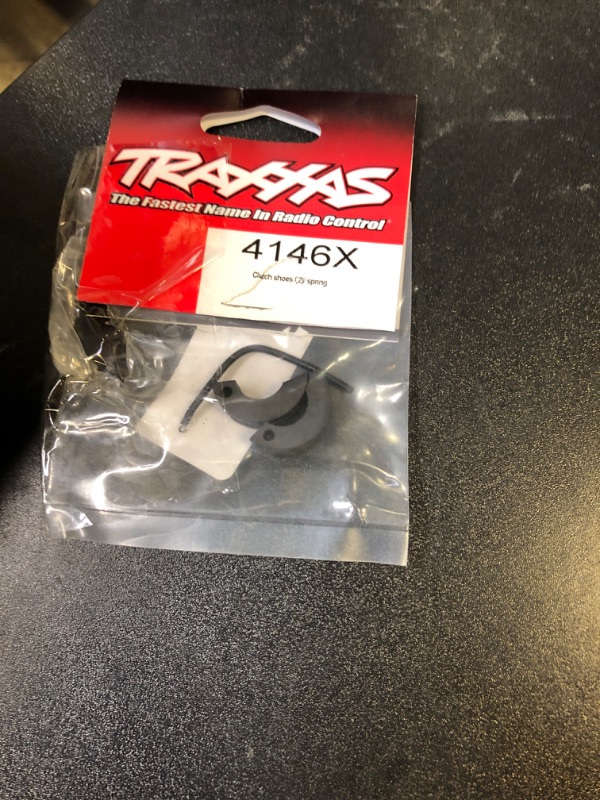 TRAXXAS
The Fastest Name In Radio Control®
4146X
Clutch shoes (2)/ spring